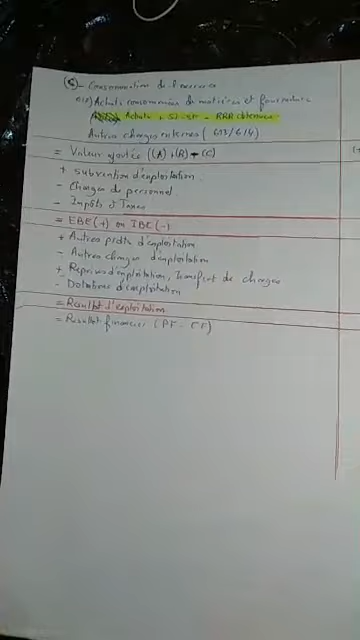 (C) - Consommation de l'exercice
612) Achats consommés de matières et fournitures
Achats + SI - SF - RRR obtenus
Autres charges externes (613/614)
= Valeur ajoutée ((A)+(B)-(C)
+ subvention d'exploitation.
- Charges de personnel.
- Impôts & Taxes
= EBE(+) ou IBE(-)
+ Autres pdts d'exploitation
- Autres charges d'exploitation
+ Reprises d'exploitation, Transfert de charges
- Dotations d'exploitation
= Résultat d'exploitation
= Résultat financier (PF - CF)